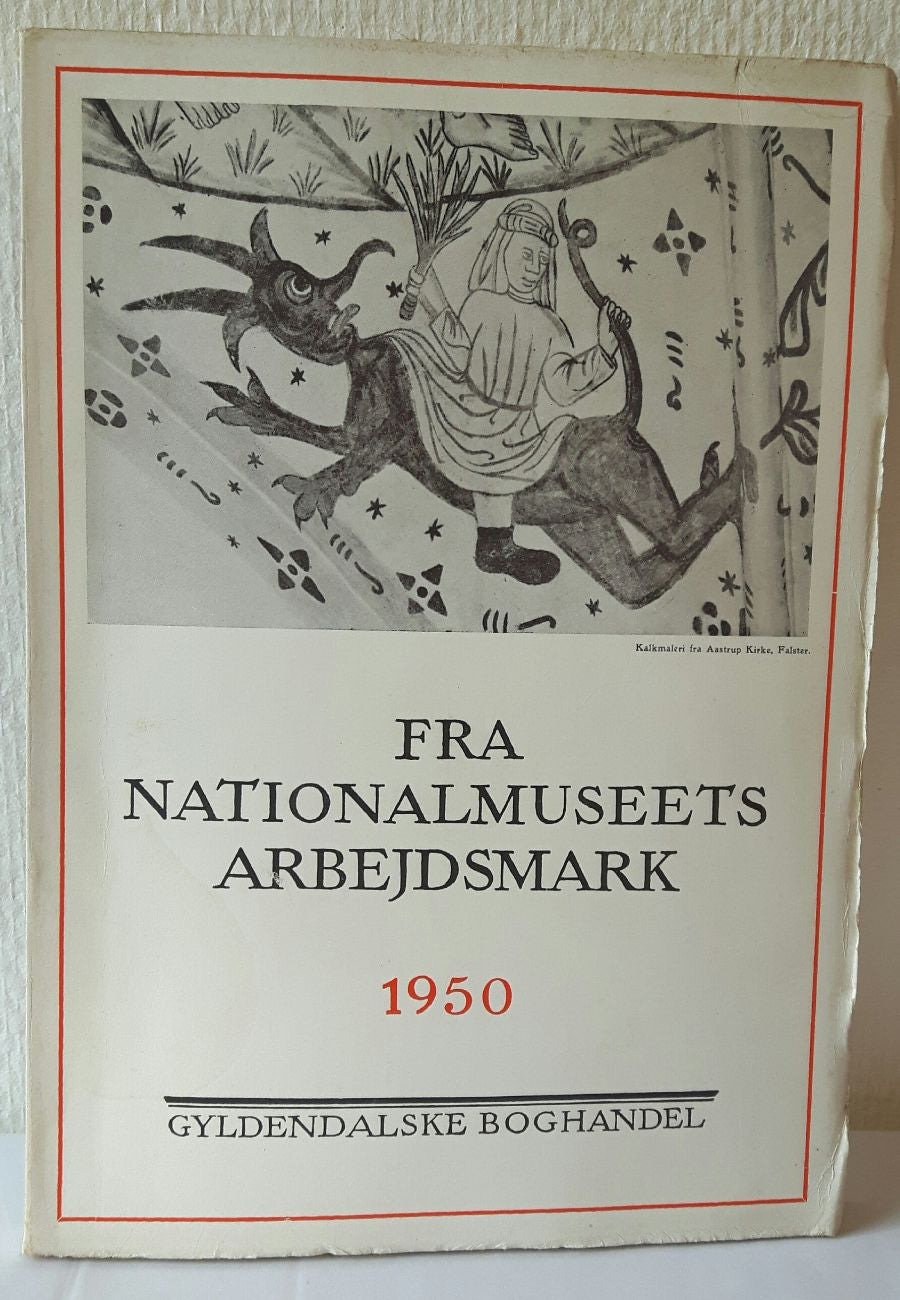 Kalkmaleri fra Aastrup Kirke, Falster.
FRA
NATIONALMUSEETS
ARBEJDSMARK
1950
GYLDENDALSKE BOGHANDEL